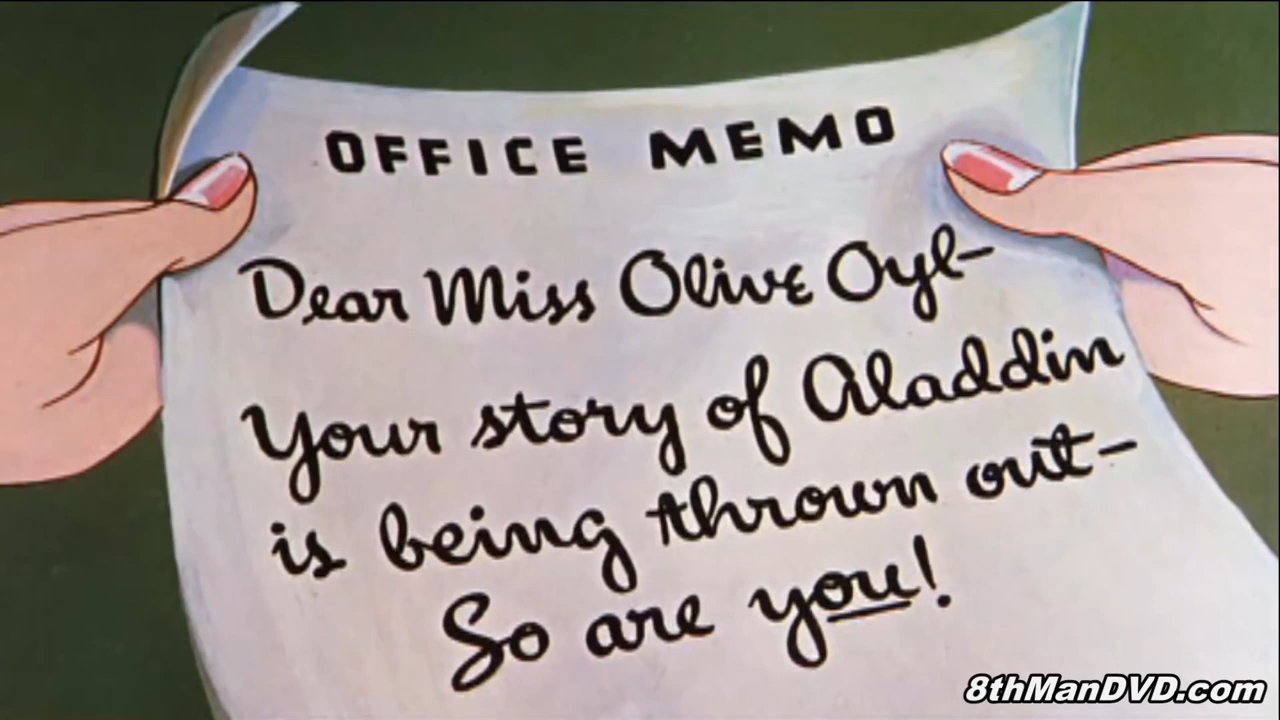 OFFICE MEMO
Dear Miss Olive Oyl-
Your story of Aladdin
is being thrown out-
So are you!
8thManDVD.com